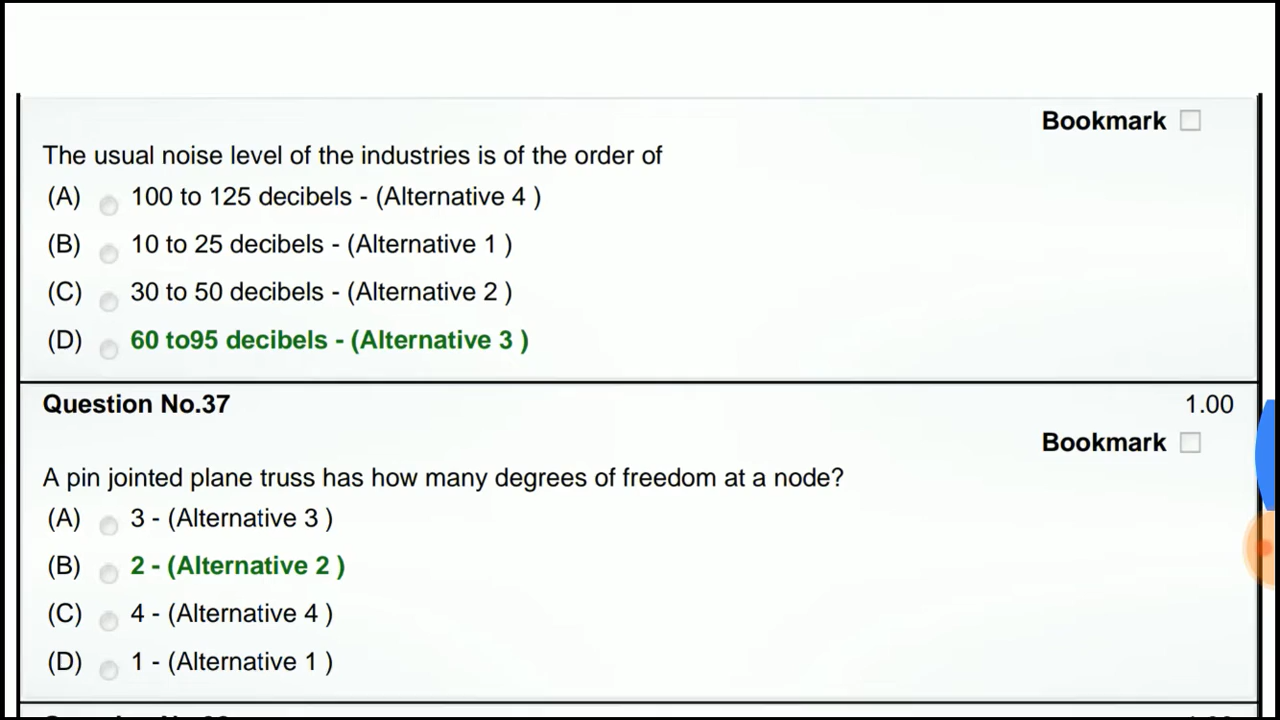 Bookmark
The usual noise level of the industries is of the order of
(A) 100 to 125 decibels - (Alternative 4 )
(B) 10 to 25 decibels - (Alternative 1 )
(C) 30 to 50 decibels - (Alternative 2 )
(D) 60 to95 decibels - (Alternative 3 )
Question No.37 1.00
Bookmark
A pin jointed plane truss has how many degrees of freedom at a node?
(A) 3 - (Alternative 3 )
(B) 2 - (Alternative 2 )
(C) 4 - (Alternative 4 )
(D) 1 - (Alternative 1 )